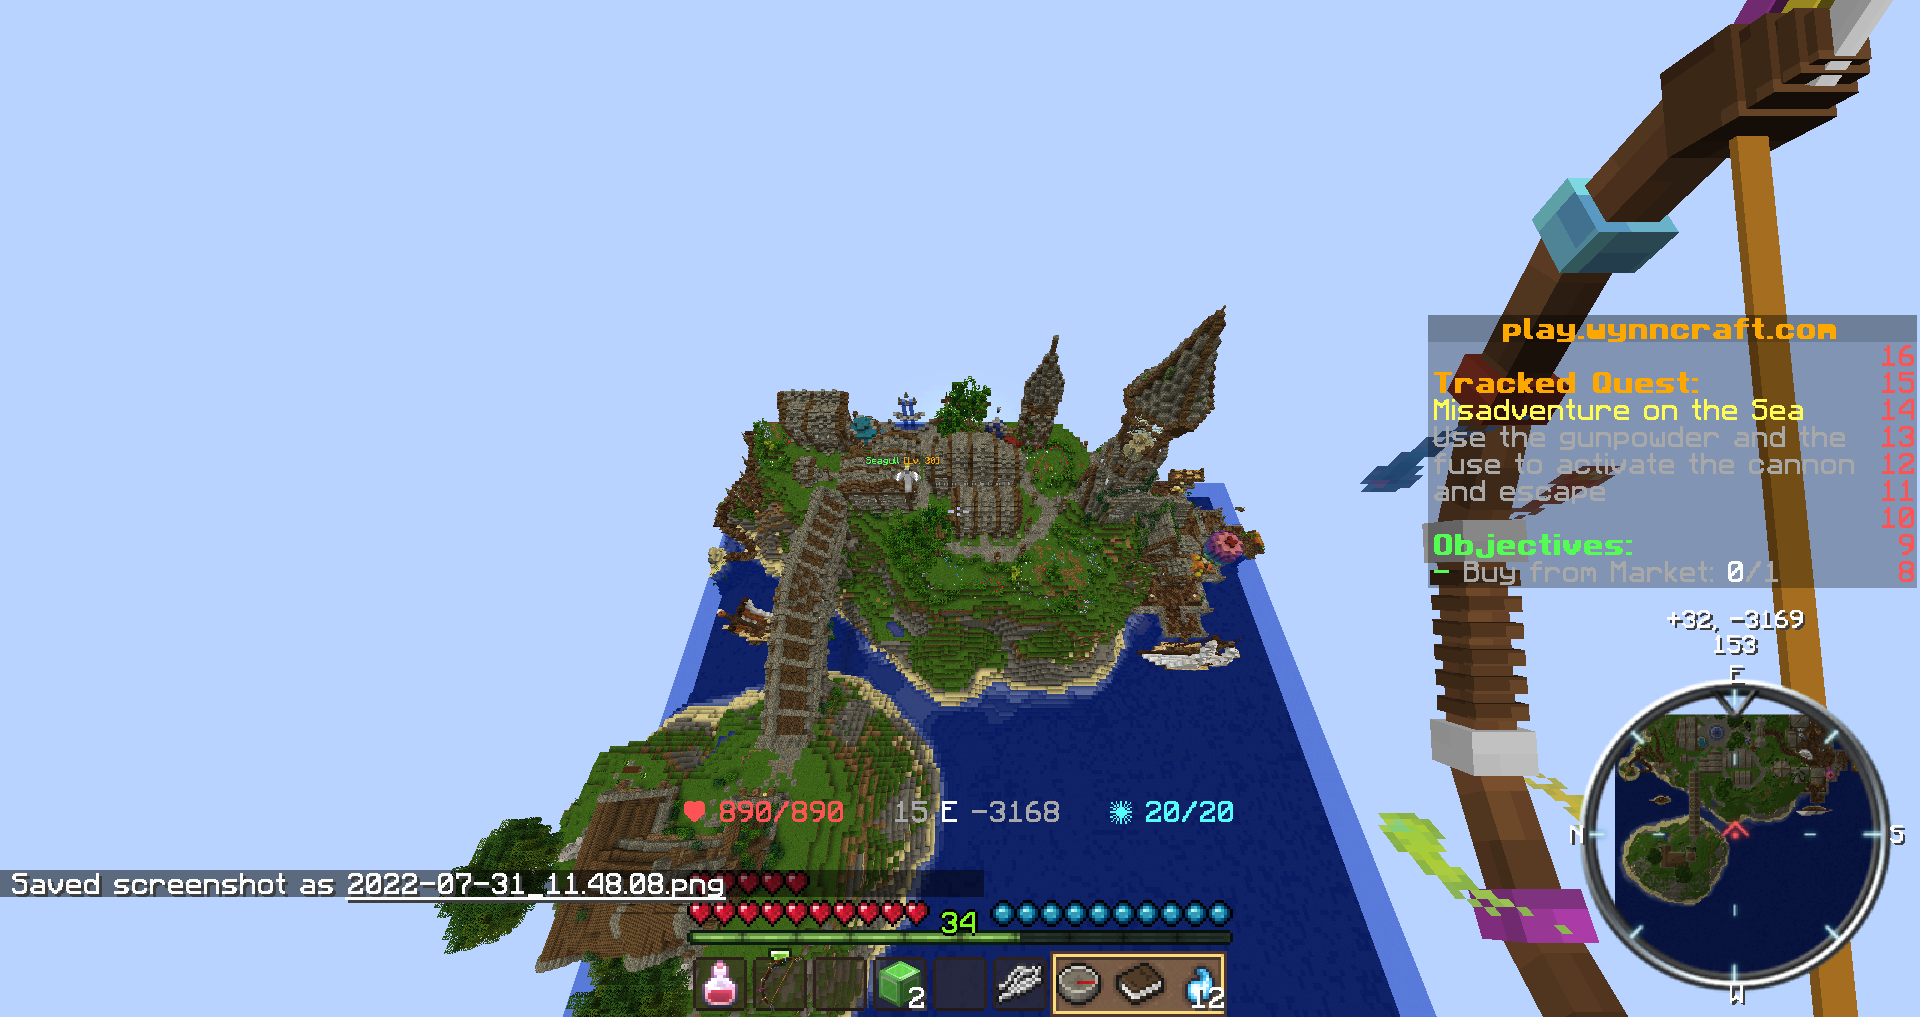 play.wynncraft.com
16
Tracked Quest:
15
Misadventure on the Sea
14
Use the gunpowder and the
13
fuse to activate the cannon
12
and escape
11
10
Objectives:
9
- Buy from Market: 0/1
8
Seagull [Lv. 30]
+32, -3169
153
E
N
S
W
890/890
15 E -3168
20/20
Saved screenshot as 2022-07-31_11.48.08.png
34
2
12